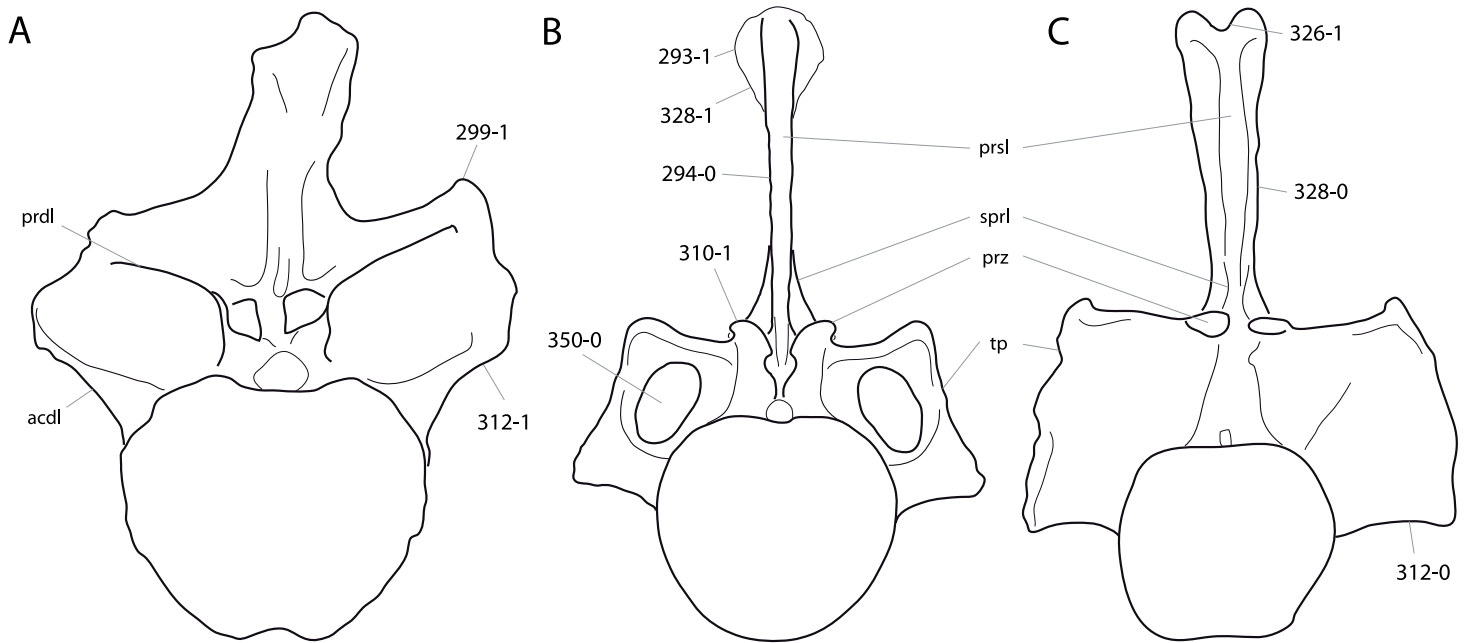 A
299-1
prdl
acdl
312-1
B
293-1
328-1
294-0
310-1
350-0
prsl
sprl
prz
tp
C
326-1
328-0
312-0